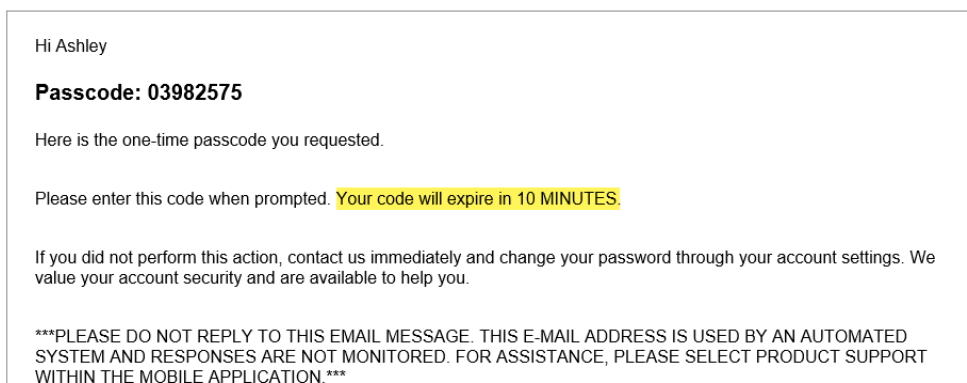 Hi Ashley
Passcode: 03982575
Here is the one-time passcode you requested.
Please enter this code when prompted. Your code will expire in 10 MINUTES.
If you did not perform this action, contact us immediately and change your password through your account settings. We
value your account security and are available to help you.
***PLEASE DO NOT REPLY TO THIS EMAIL MESSAGE. THIS E-MAIL ADDRESS IS USED BY AN AUTOMATED
SYSTEM AND RESPONSES ARE NOT MONITORED. FOR ASSISTANCE, PLEASE SELECT PRODUCT SUPPORT
WITHIN THE MOBILE APPLICATION.***